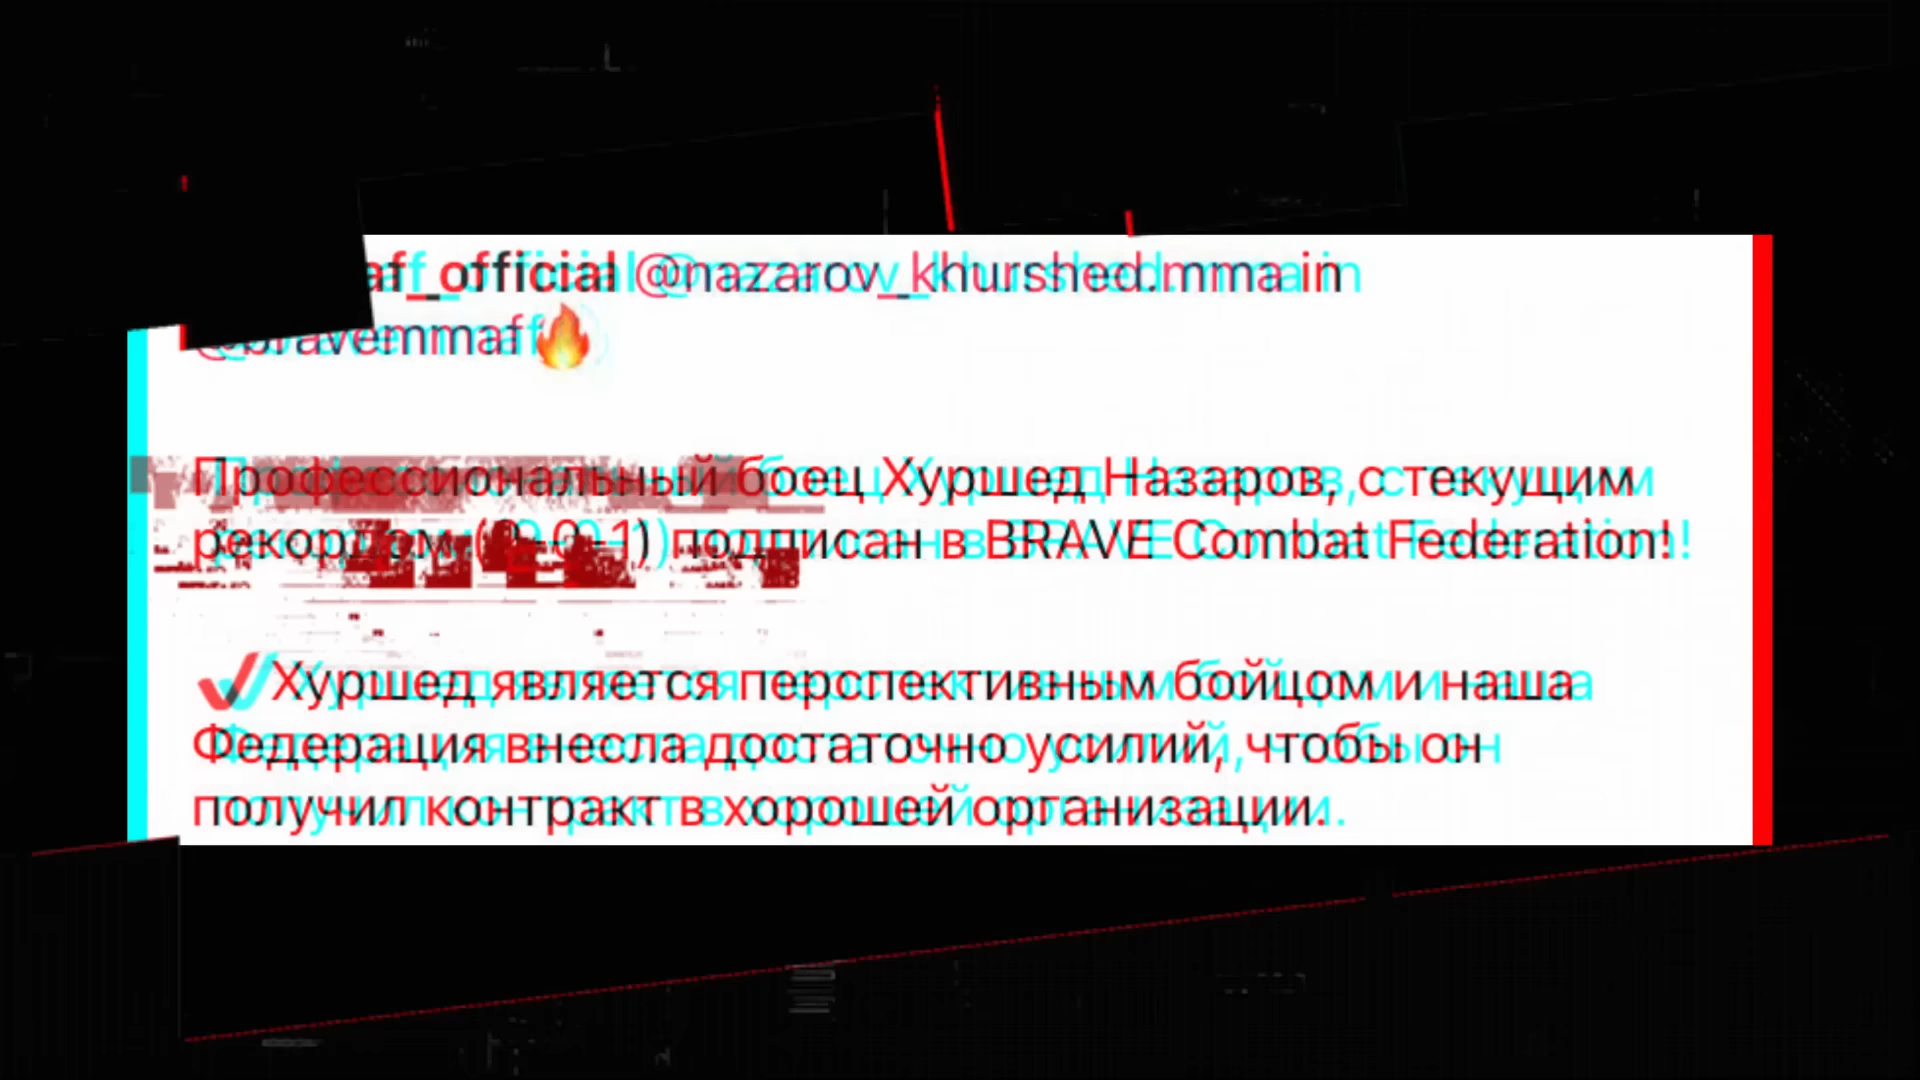 af_official @nazarov_khurshed.mma in
@bravemmaf🔥
Профессиональный боец Хуршед Назаров, с текущим
рекордом подписан в BRAVE Combat Federation!
✔Хуршед является перспективным бойцом и наша
Федерация внесла достаточно усилий, чтобы он
получил контракт в хорошей организации.